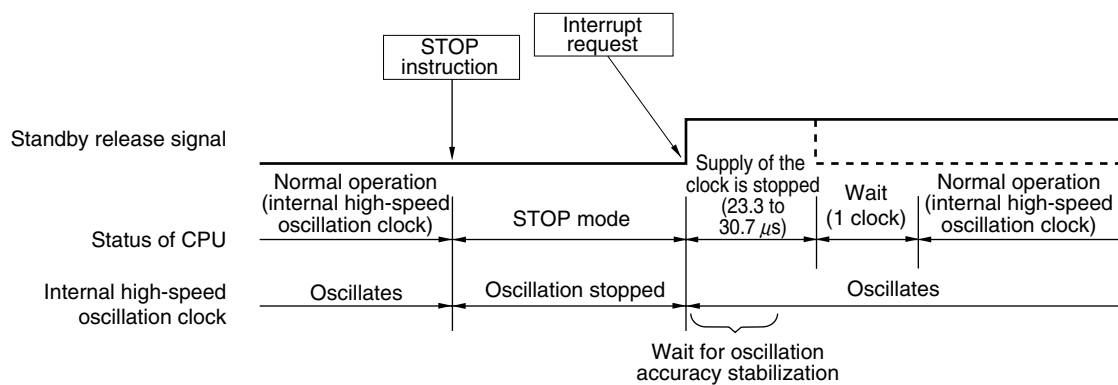 Interrupt
request
STOP
instruction
Standby release signal
Supply of the
clock is stopped
(23.3 to
30.7 μs)
Normal operation
(internal high-speed
oscillation clock)
STOP mode
Wait
(1 clock)
Normal operation
(internal high-speed
oscillation clock)
Status of CPU
Internal high-speed
oscillation clock
Oscillates
Oscillation stopped
Oscillates
Wait for oscillation
accuracy stabilization